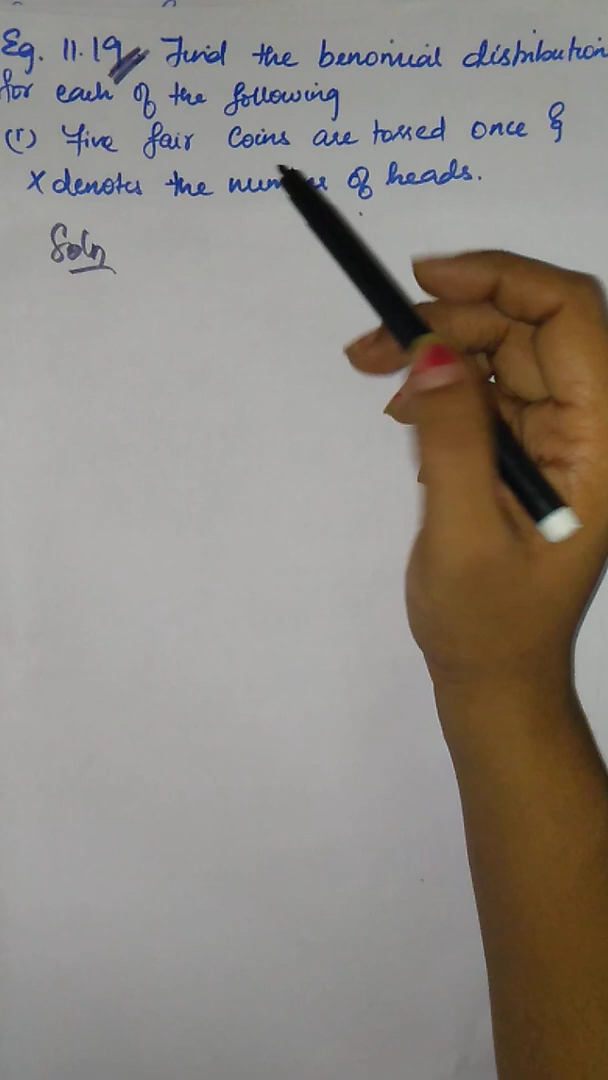 Eg. 11.19 Find the benomial distribution
for each of the following
(i) Five fair Coins are tossed once &
X denotes the number of heads.
Soln